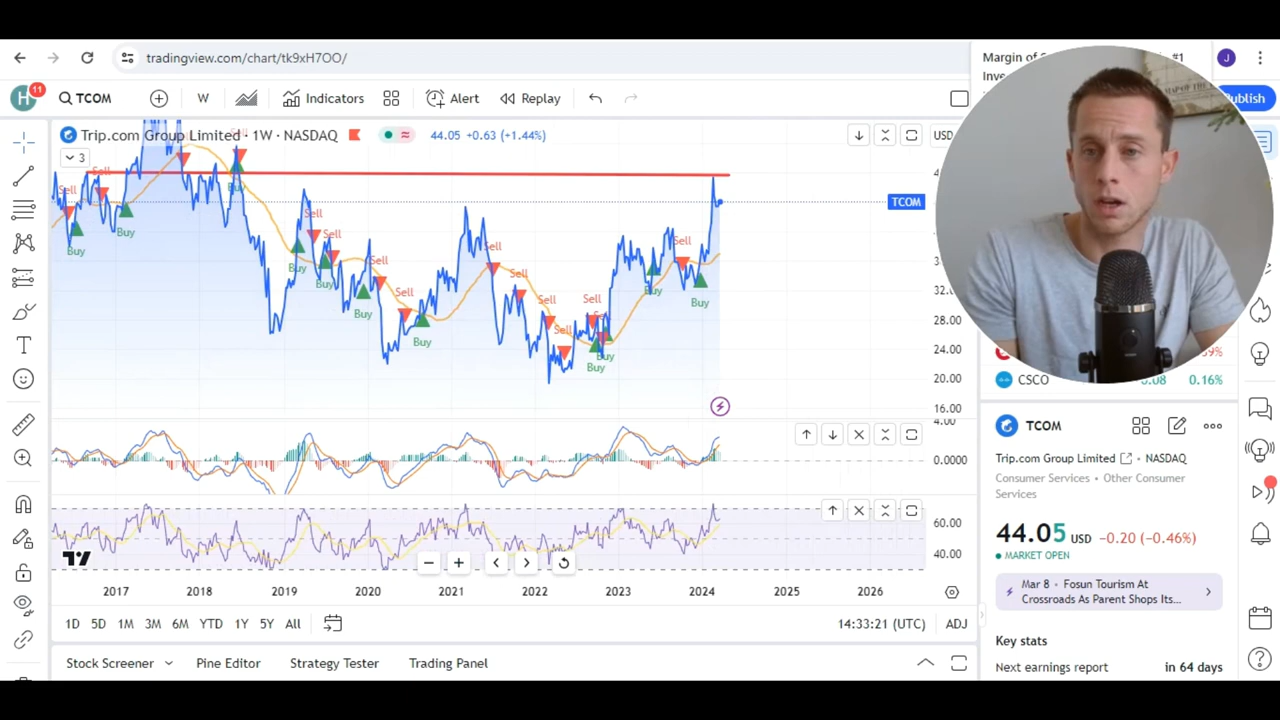 tradingview.com/chart/tk9xH7OO/
Margin of
#1
Inve
J
H
11
TCOM
W
Indicators
Alert
Replay
Publish
Trip.com Group Limited · 1W · NASDAQ
44.05 +0.63 (+1.44%)
USD
3
Sell
Sell
Sell
Buy
Buy
Buy
Sell
Sell
Buy
Buy
Sell
Buy
Sell
Buy
Sell
Sell
Sell
Sell
Sell
Buy
Buy
Sell
Buy
Buy
TCOM
32.00
28.00
24.00
20.00
16.00
4.00
0.0000
60.00
40.00
2017
2018
2019
2020
2021
2022
2023
2024
2025
2026
1D
5D
1M
3M
6M
YTD
1Y
5Y
All
14:33:21 (UTC)
ADJ
Stock Screener
Pine Editor
Strategy Tester
Trading Panel
CSCO
0.16%
TCOM
Trip.com Group Limited • NASDAQ
Consumer Services • Other Consumer
Services
44.05 USD −0.20 (−0.46%)
MARKET OPEN
Mar 8 • Fosun Tourism At
Crossroads As Parent Shops Its...
Key stats
Next earnings report
in 64 days